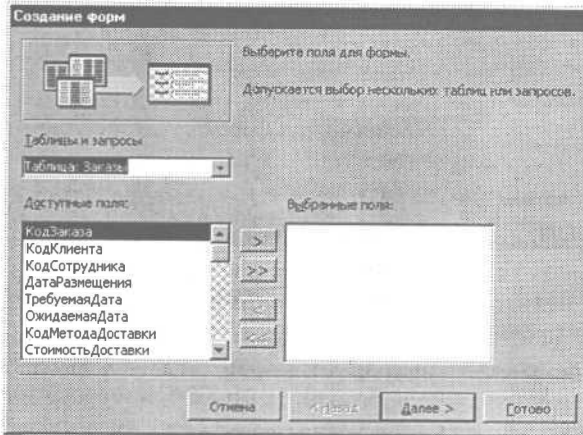 Создание форм
Выберите поля для формы.
Допускается выбор нескольких таблиц или запросов.
Таблицы и запросы
Таблица: Заказы
Доступные поля:
Выбранные поля:
КодЗаказа
КодКлиента
КодСотрудника
ДатаРазмещения
ТребуемаяДата
ОжидаемаяДата
КодМетодаДоставки
СтоимостьДоставки
>
>>
<
<<
Отмена
< Назад
Далее >
Готово